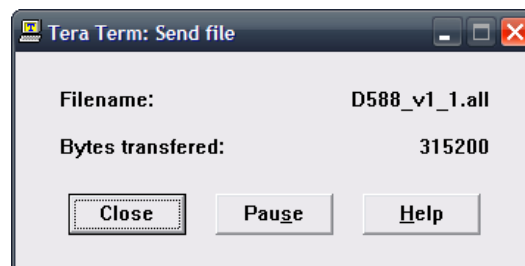 Tera Term: Send file
Filename: D588_v1_1.all
Bytes transfered: 315200
Close Pause Help